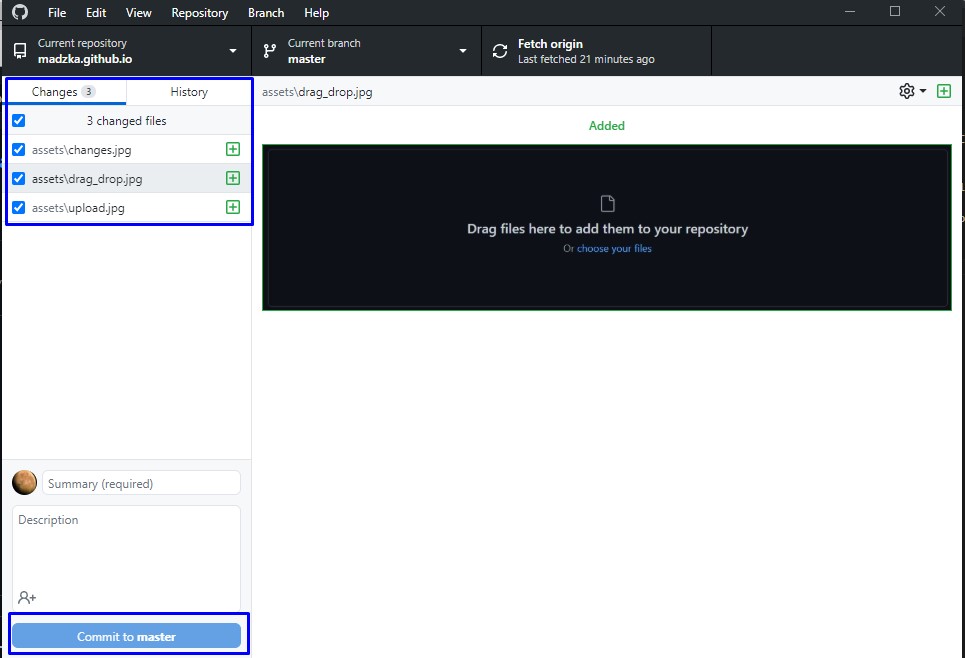 File Edit View Repository Branch Help
Current repository
madzka.github.io
Current branch
master
Fetch origin
Last fetched 21 minutes ago
Changes 3 History
3 changed files
assets\changes.jpg
assets\drag_drop.jpg
assets\upload.jpg
Summary (required)
Description
Commit to master
assets\drag_drop.jpg
Added
Drag files here to add them to your repository
Or choose your files